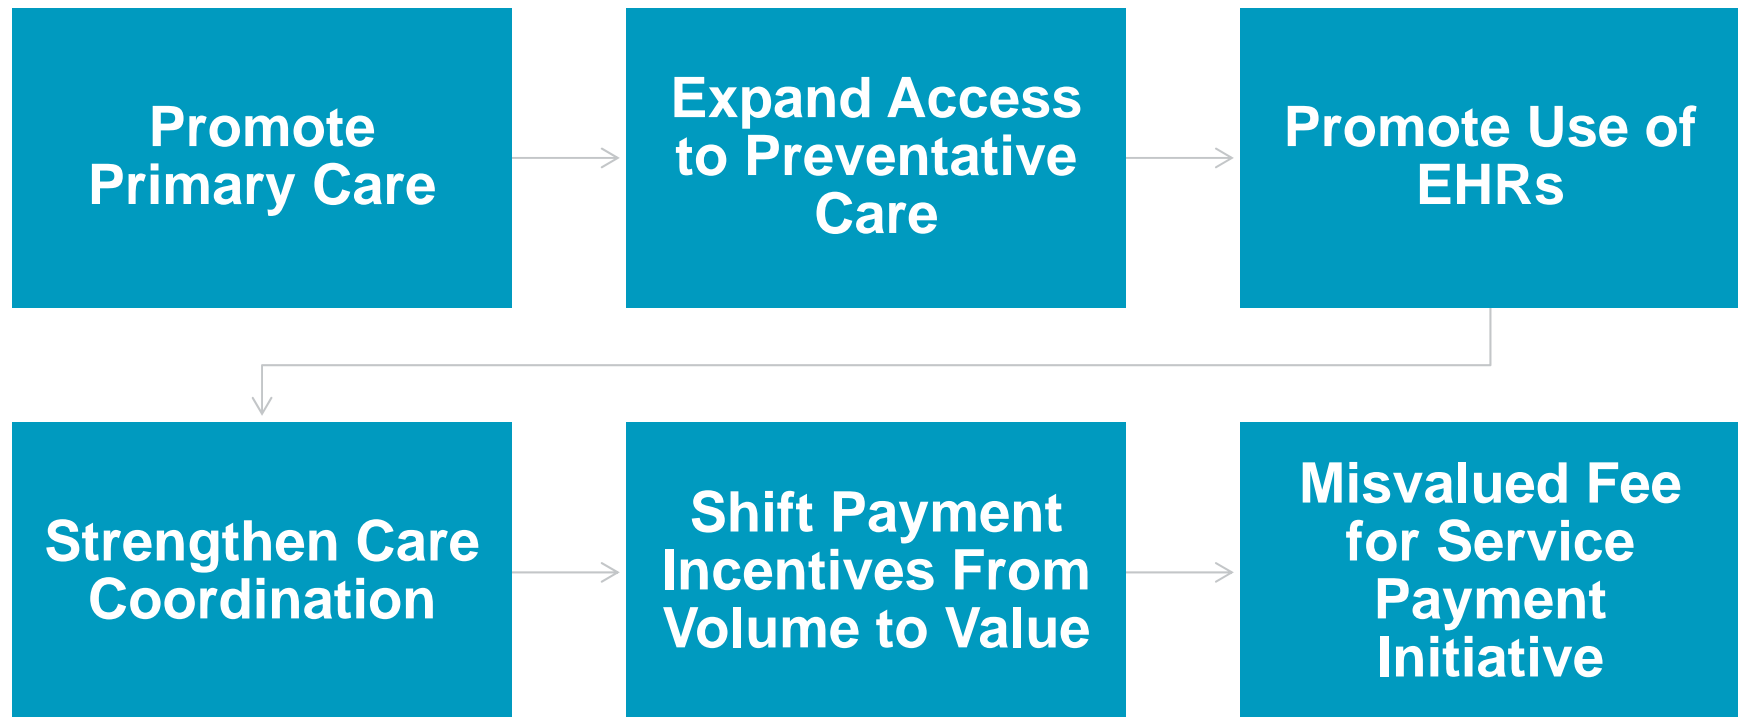 Promote
Primary Care
Expand Access
to Preventative
Care
Promote Use of
EHRs
Strengthen Care
Coordination
Shift Payment
Incentives From
Volume to Value
Misvalued Fee
for Service
Payment
Initiative